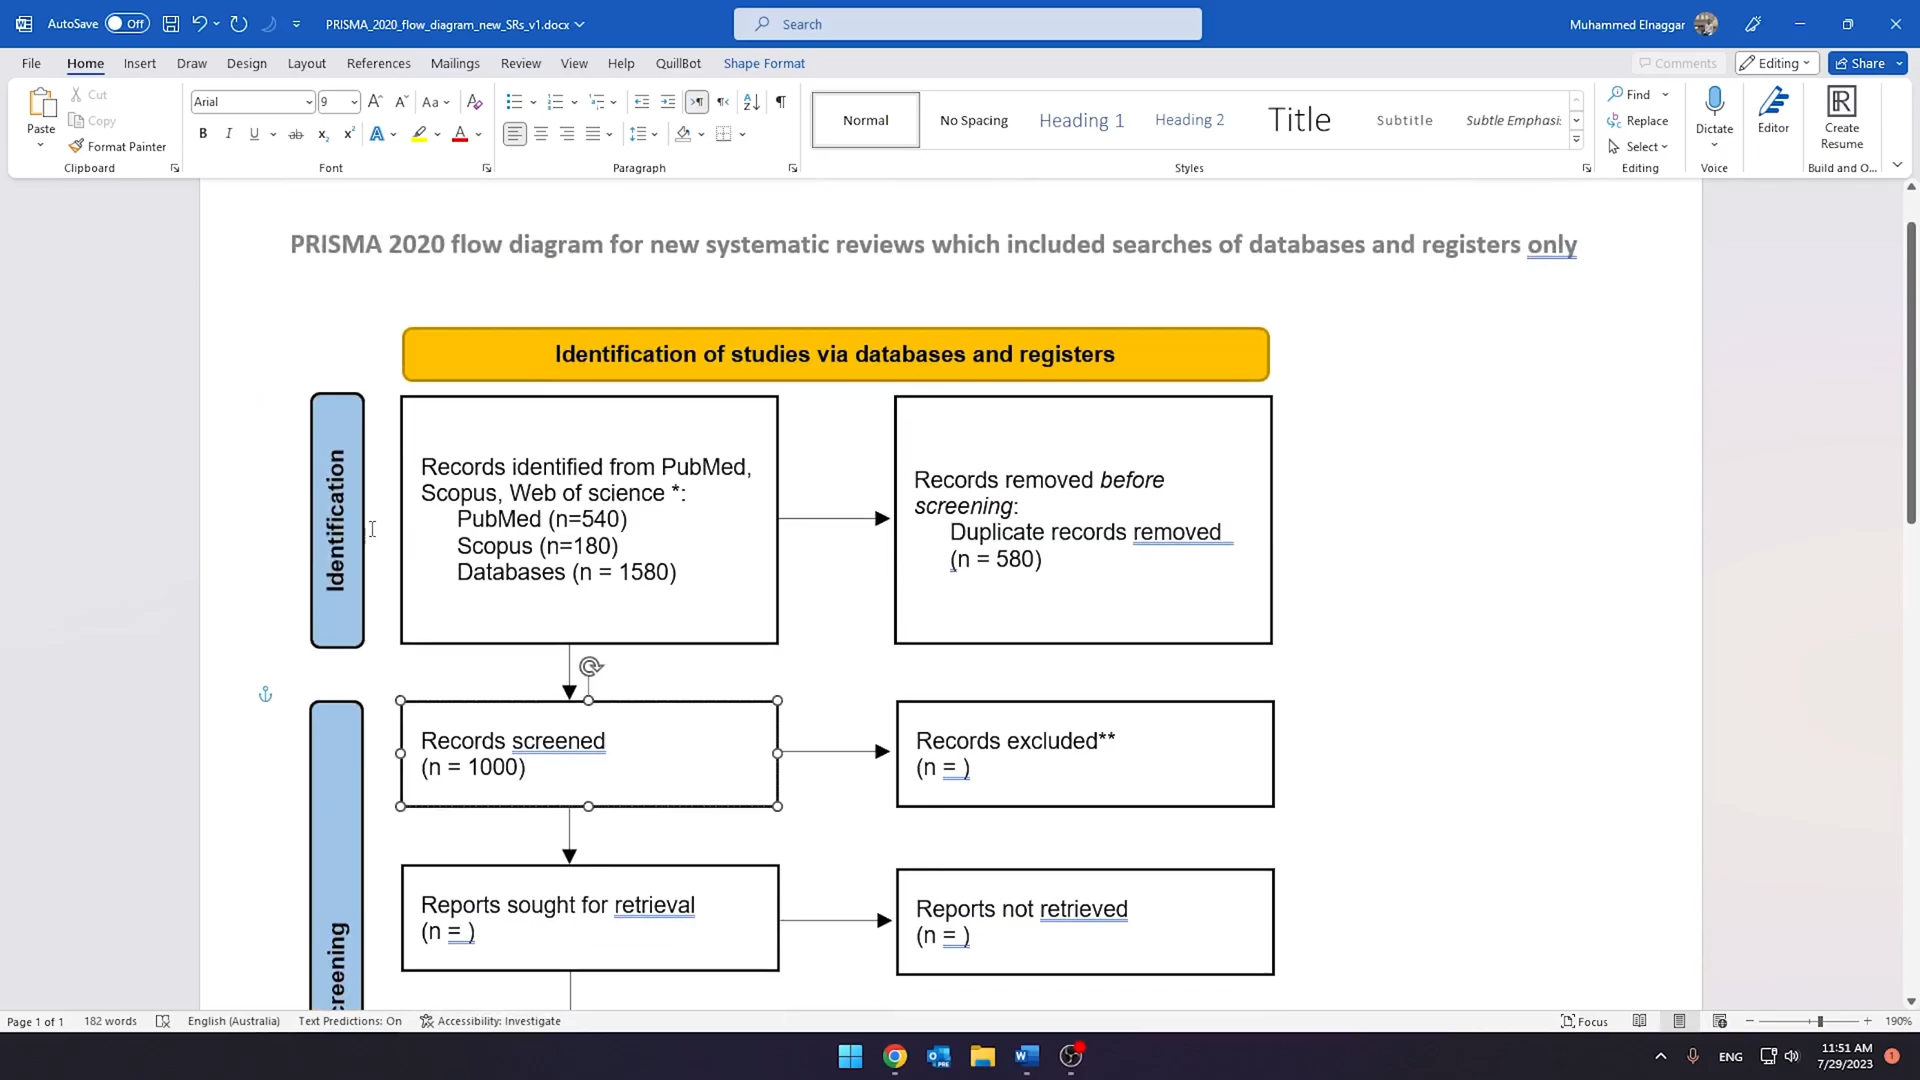 AutoSave Off PRISMA_2020_flow_diagram_new_SRs_v1.docx Search Muhammed Elnaggar
File Home Insert Draw Design Layout References Mailings Review View Help QuillBot Shape Format Comments Editing Share
Paste Cut Copy Format Painter
Arial 9
Normal No Spacing Heading 1 Heading 2 Title Subtitle Subtle Emphasi:
Find Replace Select
Dictate Editor Create Resume
Clipboard Font Paragraph Styles Editing Voice Build and O...
PRISMA 2020 flow diagram for new systematic reviews which included searches of databases and registers only
Identification of studies via databases and registers
Identification
Records identified from PubMed,
Scopus, Web of science *:
PubMed (n=540)
Scopus (n=180)
Databases (n = 1580)
Records removed before
screening:
Duplicate records removed
(n = 580)
Records screened
(n = 1000)
Records excluded**
(n = )
Reports sought for retrieval
(n = )
Reports not retrieved
(n = )
creening
Page 1 of 1 182 words English (Australia) Text Predictions: On Accessibility: Investigate Focus 190%
ENG 11:51 AM
7/29/2023 1